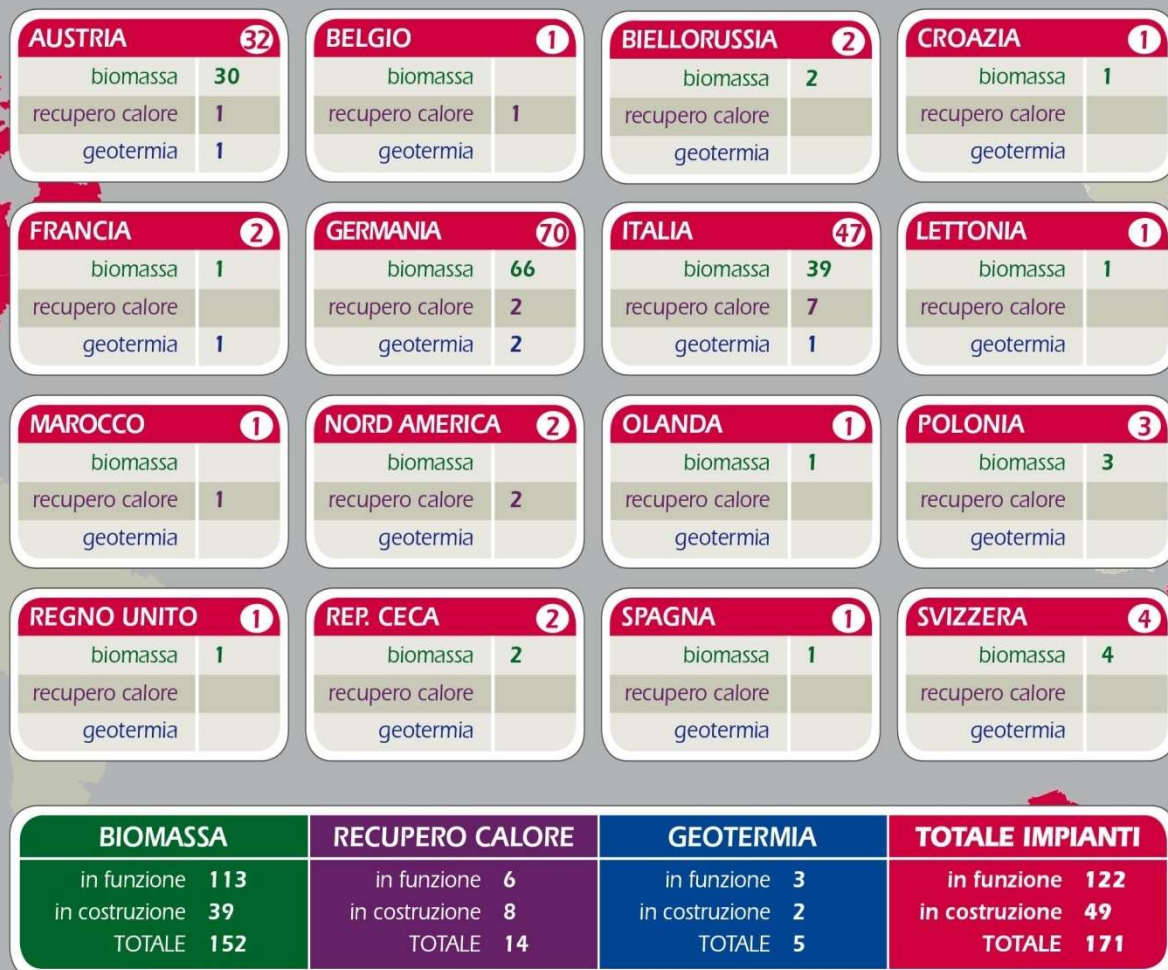 AUSTRIA 32
biomassa 30
recupero calore 1
geotermia 1
BELGIO 1
biomassa
recupero calore 1
geotermia
BIELLORUSSIA 2
biomassa 2
recupero calore
geotermia
CROAZIA 1
biomassa 1
recupero calore
geotermia
FRANCIA 2
biomassa 1
recupero calore
geotermia 1
GERMANIA 70
biomassa 66
recupero calore 2
geotermia 2
ITALIA 47
biomassa 39
recupero calore 7
geotermia 1
LETTONIA 1
biomassa 1
recupero calore
geotermia
MAROCCO 1
biomassa
recupero calore 1
geotermia
NORD AMERICA 2
biomassa
recupero calore 2
geotermia
OLANDA 1
biomassa 1
recupero calore
geotermia
POLONIA 3
biomassa 3
recupero calore
geotermia
REGNO UNITO 1
biomassa 1
recupero calore
geotermia
REP. CECA 2
biomassa 2
recupero calore
geotermia
SPAGNA 1
biomassa 1
recupero calore
geotermia
SVIZZERA 4
biomassa 4
recupero calore
geotermia
BIOMASSA
in funzione 113
in costruzione 39
TOTALE 152
RECUPERO CALORE
in funzione 6
in costruzione 8
TOTALE 14
GEOTERMIA
in funzione 3
in costruzione 2
TOTALE 5
TOTALE IMPIANTI
in funzione 122
in costruzione 49
TOTALE 171